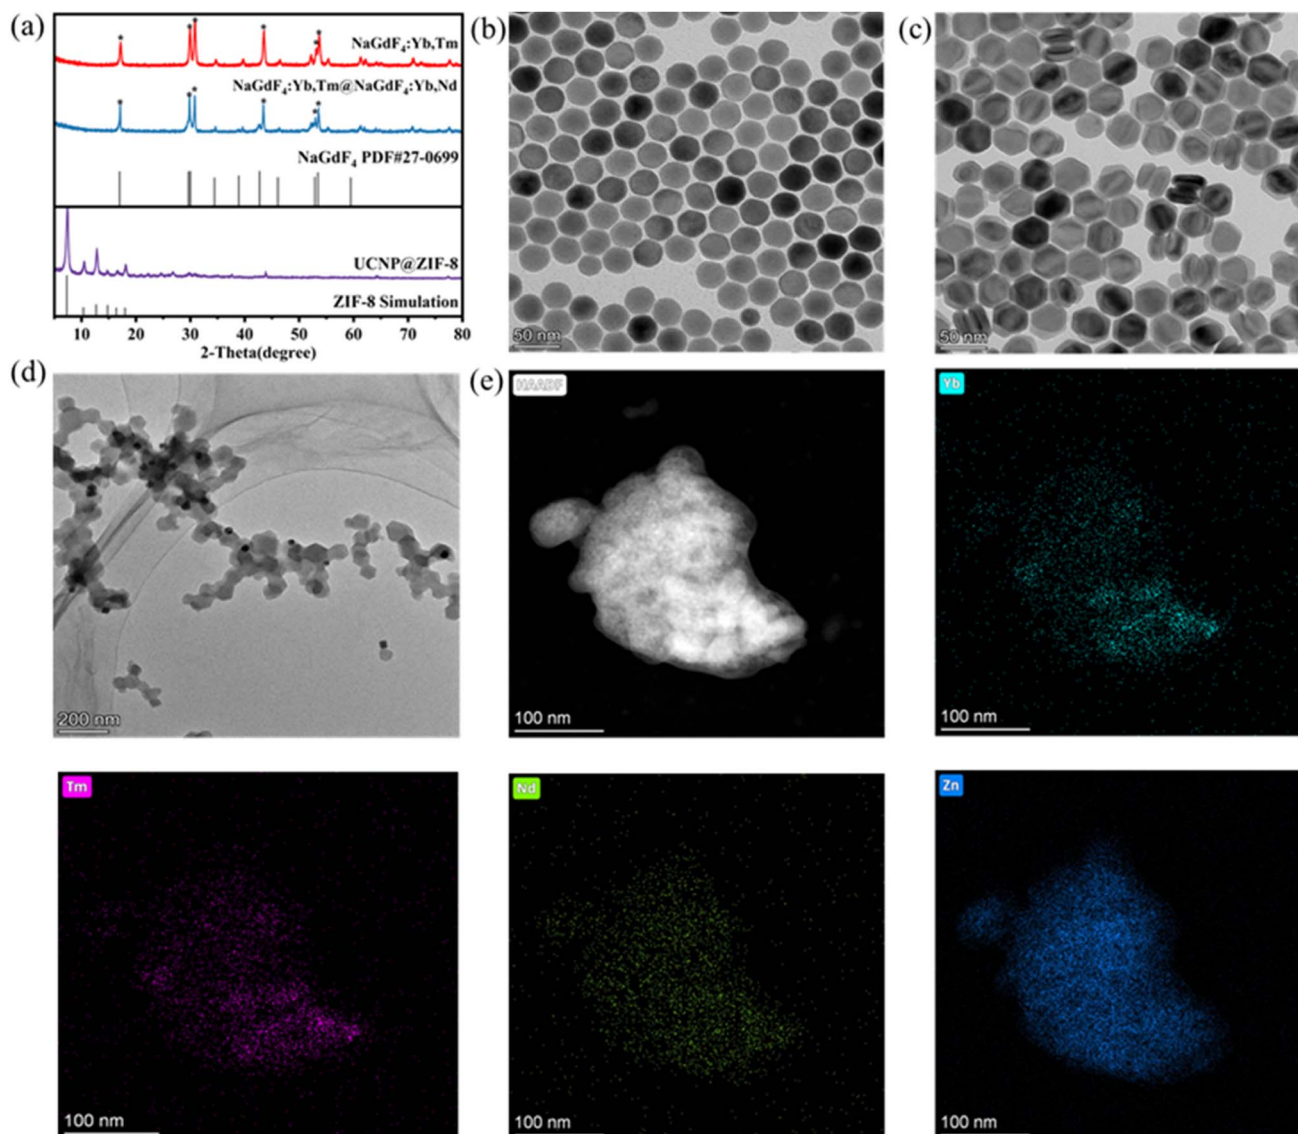 (a)
NaGdF₄:Yb,Tm
NaGdF₄:Yb,Tm@NaGdF₄:Yb,Nd
NaGdF₄ PDF#27-0699
UCNP@ZIF-8
ZIF-8 Simulation
10 20 30 40 50 60 70 80
2-Theta(degree)
(b)
50 nm
(c)
50 nm
(d)
200 nm
(e)
HAADF
100 nm
Yb
100 nm
Tm
100 nm
Nd
100 nm
Zn
100 nm